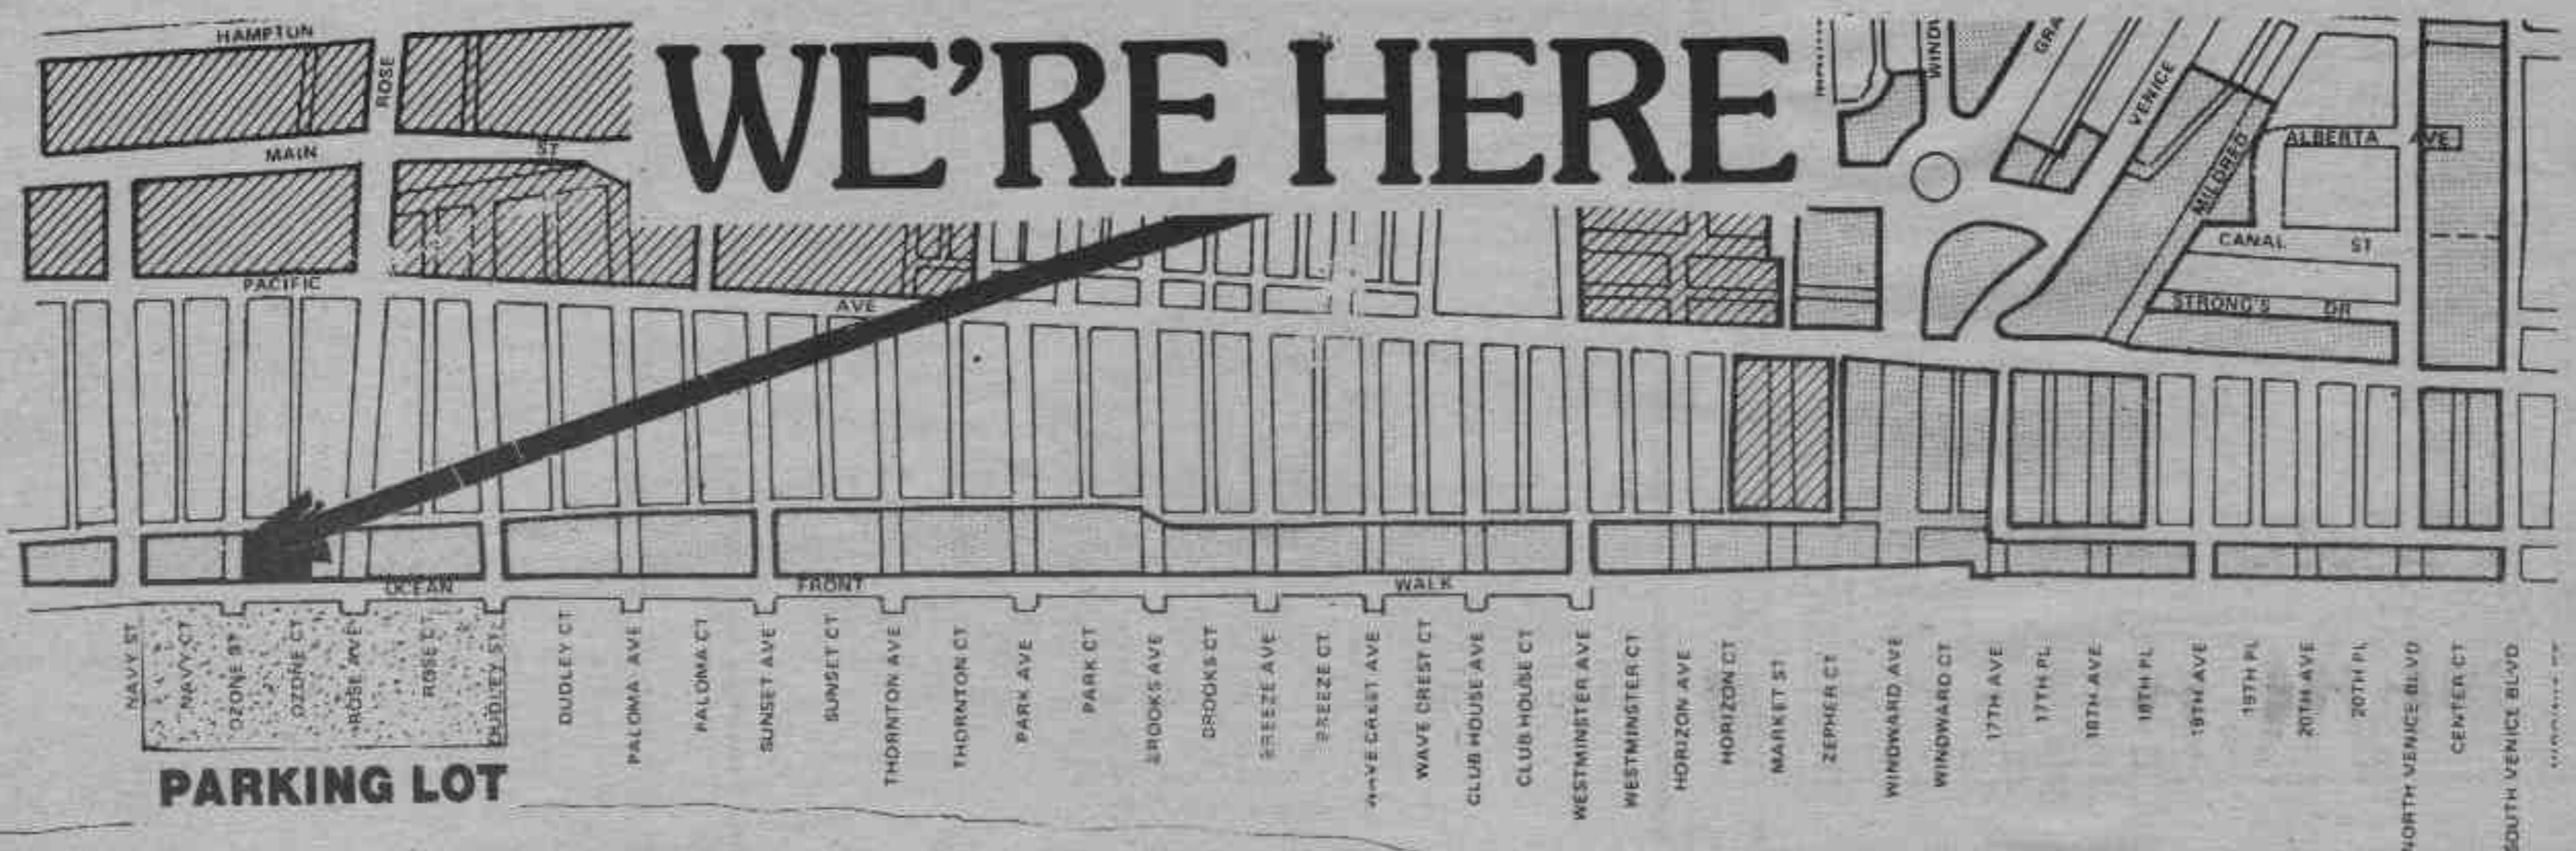 HAMPTON
ROSE
WE'RE HERE
GRA
VENICE
MAIN
ST
MILDRED
ALBERTA AVE
CANAL ST
PACIFIC
AVE
STRONG'S DR
OCEAN FRONT WALK
NAVY ST
NAVY CT
OZONE ST
OZONE CT
ROSE AVE
ROSE CT
DUDLEY ST
DUDLEY CT
PALOMA AVE
PALOMA CT
SUNSET AVE
SUNSET CT
THORNTON AVE
THORNTON CT
PARK AVE
PARK CT
BROOKS AVE
BROOKS CT
BREEZE AVE
BREEZE CT
WAVE CREST AVE
WAVE CREST CT
CLUB HOUSE AVE
CLUB HOUSE CT
WESTMINSTER AVE
WESTMINSTER CT
HORIZON AVE
HORIZON CT
MARKET ST
ZEPHER CT
WINDWARD AVE
WINDWARD CT
17TH AVE
17TH PL
18TH AVE
18TH PL
19TH AVE
19TH PL
20TH AVE
20TH PL
NORTH VENICE BLVD
CENTER CT
SOUTH VENICE BLVD
PARKING LOT